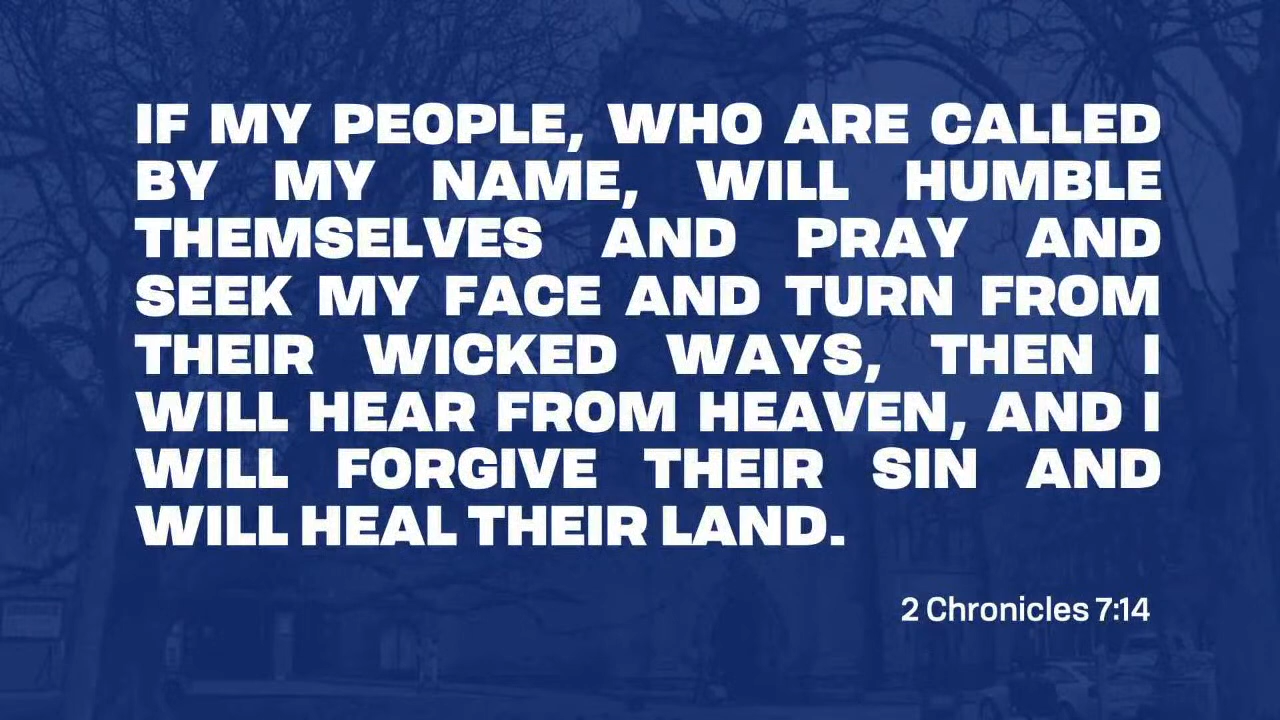 IF MY PEOPLE, WHO ARE CALLED
BY MY NAME, WILL HUMBLE
THEMSELVES AND PRAY AND
SEEK MY FACE AND TURN FROM
THEIR WICKED WAYS, THEN I
WILL HEAR FROM HEAVEN, AND I
WILL FORGIVE THEIR SIN AND
WILL HEAL THEIR LAND.
2 Chronicles 7:14